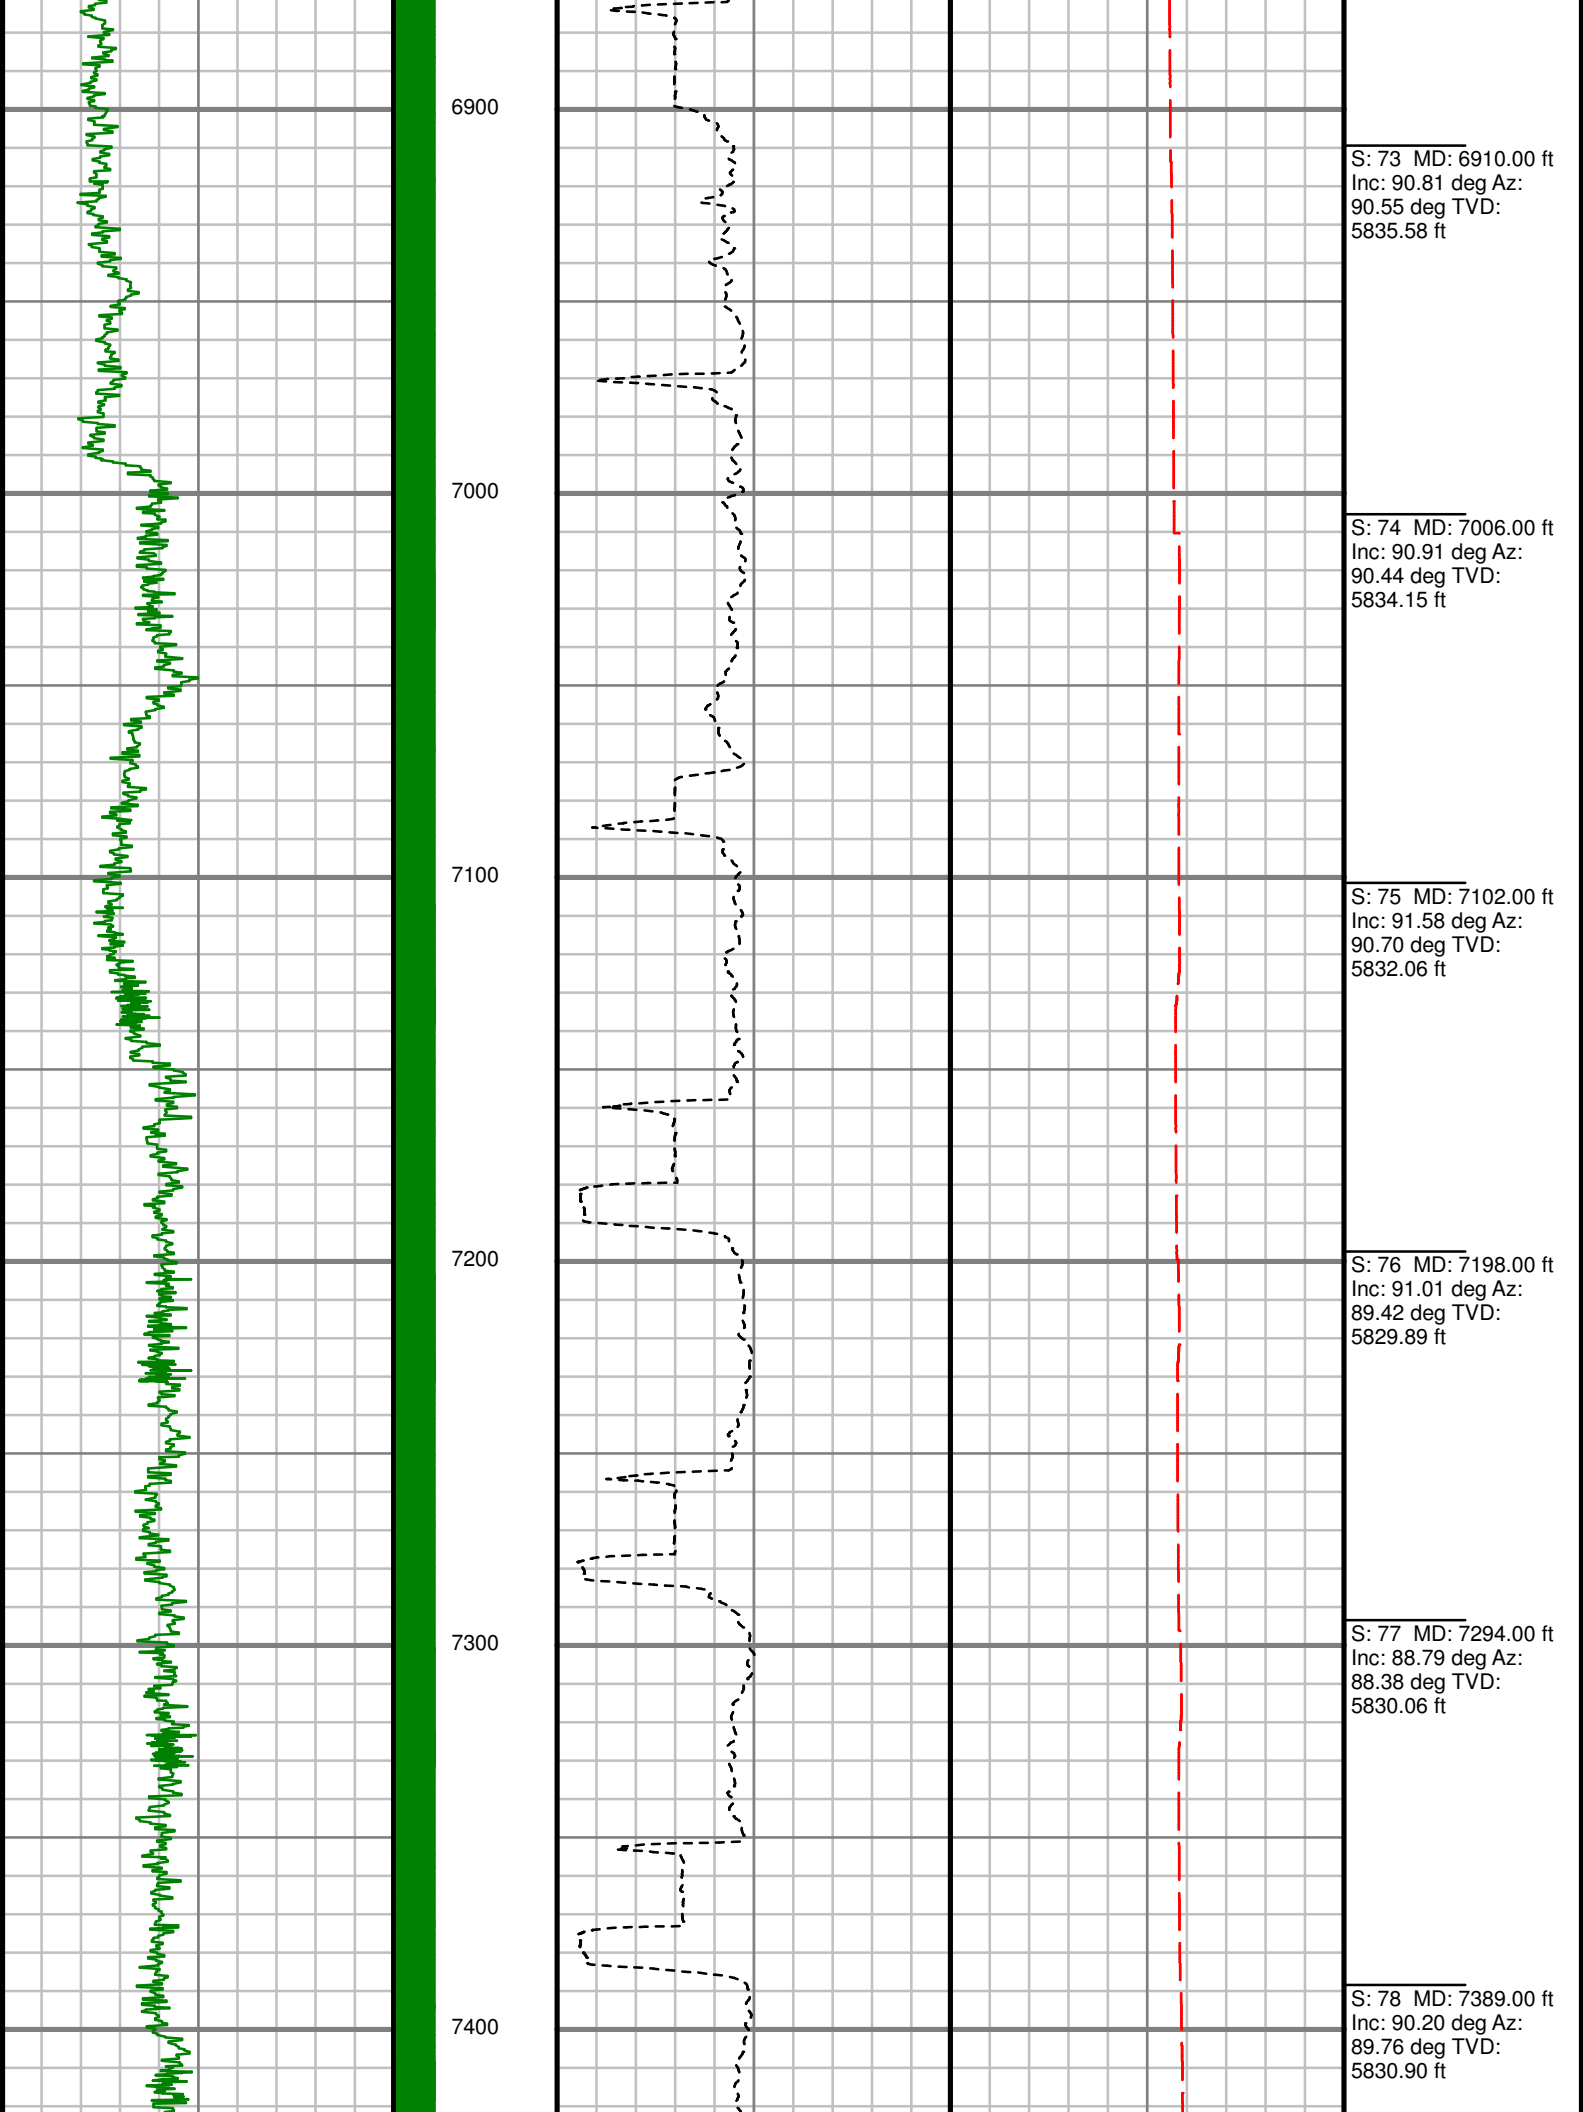 6900
S: 73 MD: 6910.00 ft
Inc: 90.81 deg Az:
90.55 deg TVD:
5835.58 ft
7000
S: 74 MD: 7006.00 ft
Inc: 90.91 deg Az:
90.44 deg TVD:
5834.15 ft
7100
S: 75 MD: 7102.00 ft
Inc: 91.58 deg Az:
90.70 deg TVD:
5832.06 ft
7200
S: 76 MD: 7198.00 ft
Inc: 91.01 deg Az:
89.42 deg TVD:
5829.89 ft
7300
S: 77 MD: 7294.00 ft
Inc: 88.79 deg Az:
88.38 deg TVD:
5830.06 ft
7400
S: 78 MD: 7389.00 ft
Inc: 90.20 deg Az:
89.76 deg TVD:
5830.90 ft